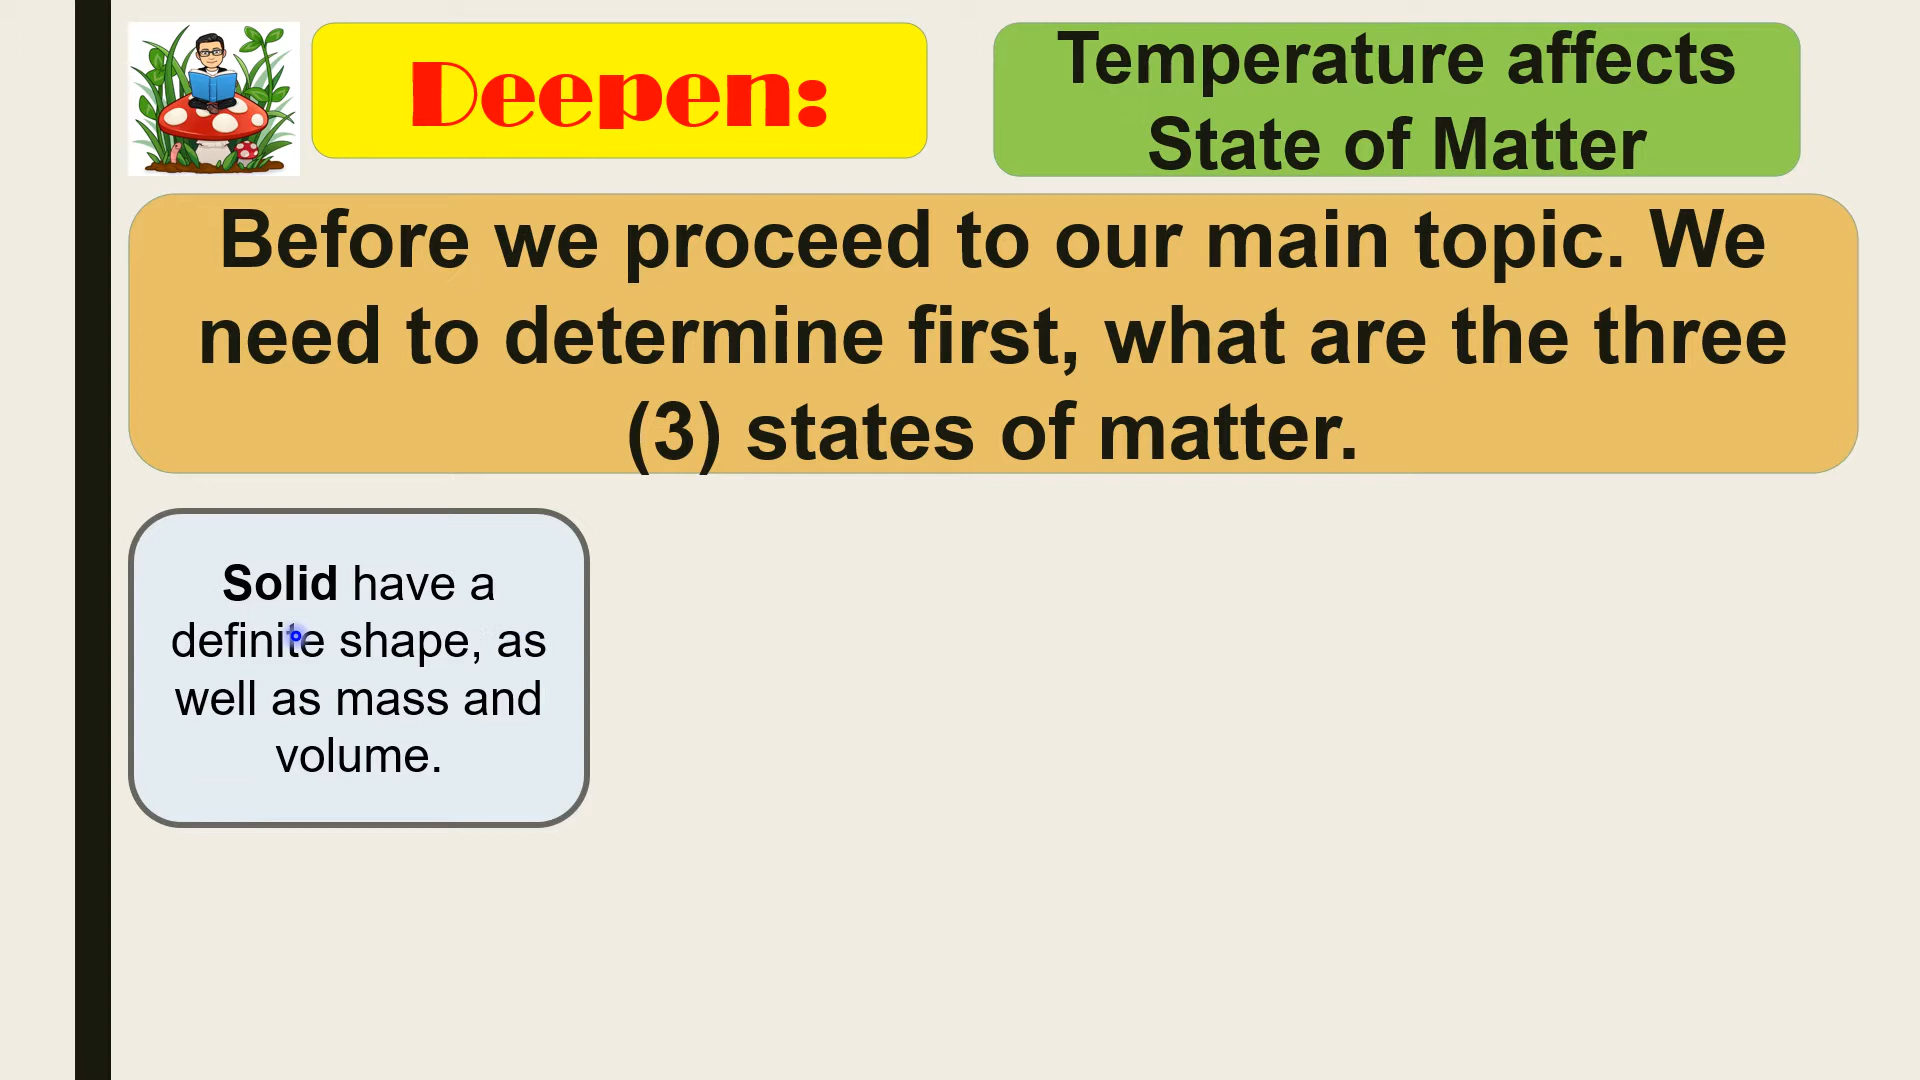 Deepen:
Temperature affects
State of Matter
Before we proceed to our main topic. We
need to determine first, what are the three
(3) states of matter.
Solid have a
definite shape, as
well as mass and
volume.